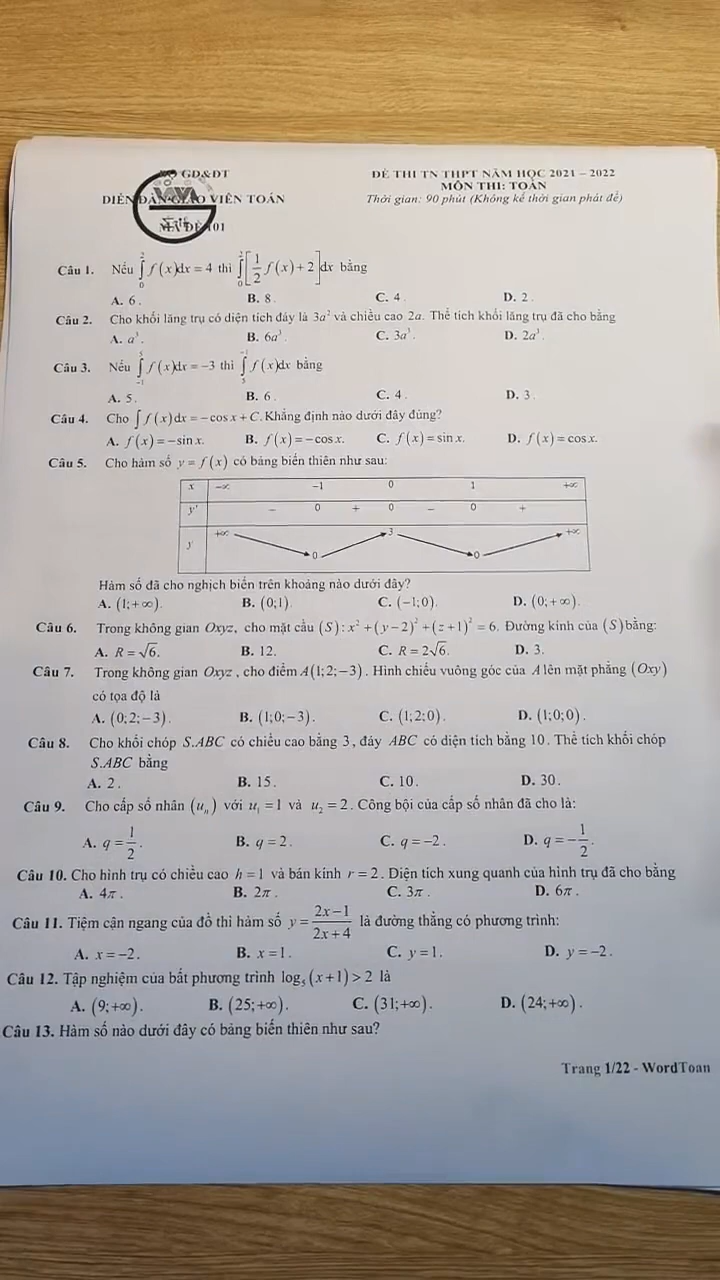 GD&ĐT
ĐỀ THI TN THPT NĂM HỌC 2021 – 2022
MÔN THI: TOÁN
DIỄN ĐÀN GIÁO VIÊN TOÁN
Thời gian: 90 phút (Không kể thời gian phát đề)
MÃ ĐỀ 101
Câu 1. Nếu ∫₀² f(x)dx = 4 thì ∫₀² [1/2 f(x) + 2]dx bằng
A. 6. B. 8. C. 4. D. 2.
Câu 2. Cho khối lăng trụ có diện tích đáy là 3a² và chiều cao 2a. Thể tích khối lăng trụ đã cho bằng
A. a³. B. 6a³. C. 3a³. D. 2a³.
Câu 3. Nếu ∫₋₁⁵ f(x)dx = −3 thì ∫₅⁻¹ f(x)dx bằng
A. 5. B. 6. C. 4. D. 3.
Câu 4. Cho ∫ f(x)dx = −cos x + C. Khẳng định nào dưới đây đúng?
A. f(x) = −sin x. B. f(x) = −cos x. C. f(x) = sin x. D. f(x) = cos x.
Câu 5. Cho hàm số y = f(x) có bảng biến thiên như sau:
x −∞ −1 0 1 +∞
y' − 0 + 0 − 0 +
y +∞ 0 3 0 +∞
Hàm số đã cho nghịch biến trên khoảng nào dưới đây?
A. (1;+∞). B. (0;1). C. (−1;0). D. (0;+∞).
Câu 6. Trong không gian Oxyz, cho mặt cầu (S): x² + (y−2)² + (z+1)² = 6. Đường kính của (S) bằng:
A. R = √6. B. 12. C. R = 2√6. D. 3.
Câu 7. Trong không gian Oxyz, cho điểm A(1;2;−3). Hình chiếu vuông góc của A lên mặt phẳng (Oxy)
có tọa độ là
A. (0;2;−3). B. (1;0;−3). C. (1;2;0). D. (1;0;0).
Câu 8. Cho khối chóp S.ABC có chiều cao bằng 3, đáy ABC có diện tích bằng 10. Thể tích khối chóp
S.ABC bằng
A. 2. B. 15. C. 10. D. 30.
Câu 9. Cho cấp số nhân (uₙ) với u₁ = 1 và u₂ = 2. Công bội của cấp số nhân đã cho là:
A. q = 1/2. B. q = 2. C. q = −2. D. q = −1/2.
Câu 10. Cho hình trụ có chiều cao h = 1 và bán kính r = 2. Diện tích xung quanh của hình trụ đã cho bằng
A. 4π. B. 2π. C. 3π. D. 6π.
Câu 11. Tiệm cận ngang của đồ thị hàm số y = (2x−1)/(2x+4) là đường thẳng có phương trình:
A. x = −2. B. x = 1. C. y = 1. D. y = −2.
Câu 12. Tập nghiệm của bất phương trình log₅(x+1) > 2 là
A. (9;+∞). B. (25;+∞). C. (31;+∞). D. (24;+∞).
Câu 13. Hàm số nào dưới đây có bảng biến thiên như sau?
Trang 1/22 - WordToan